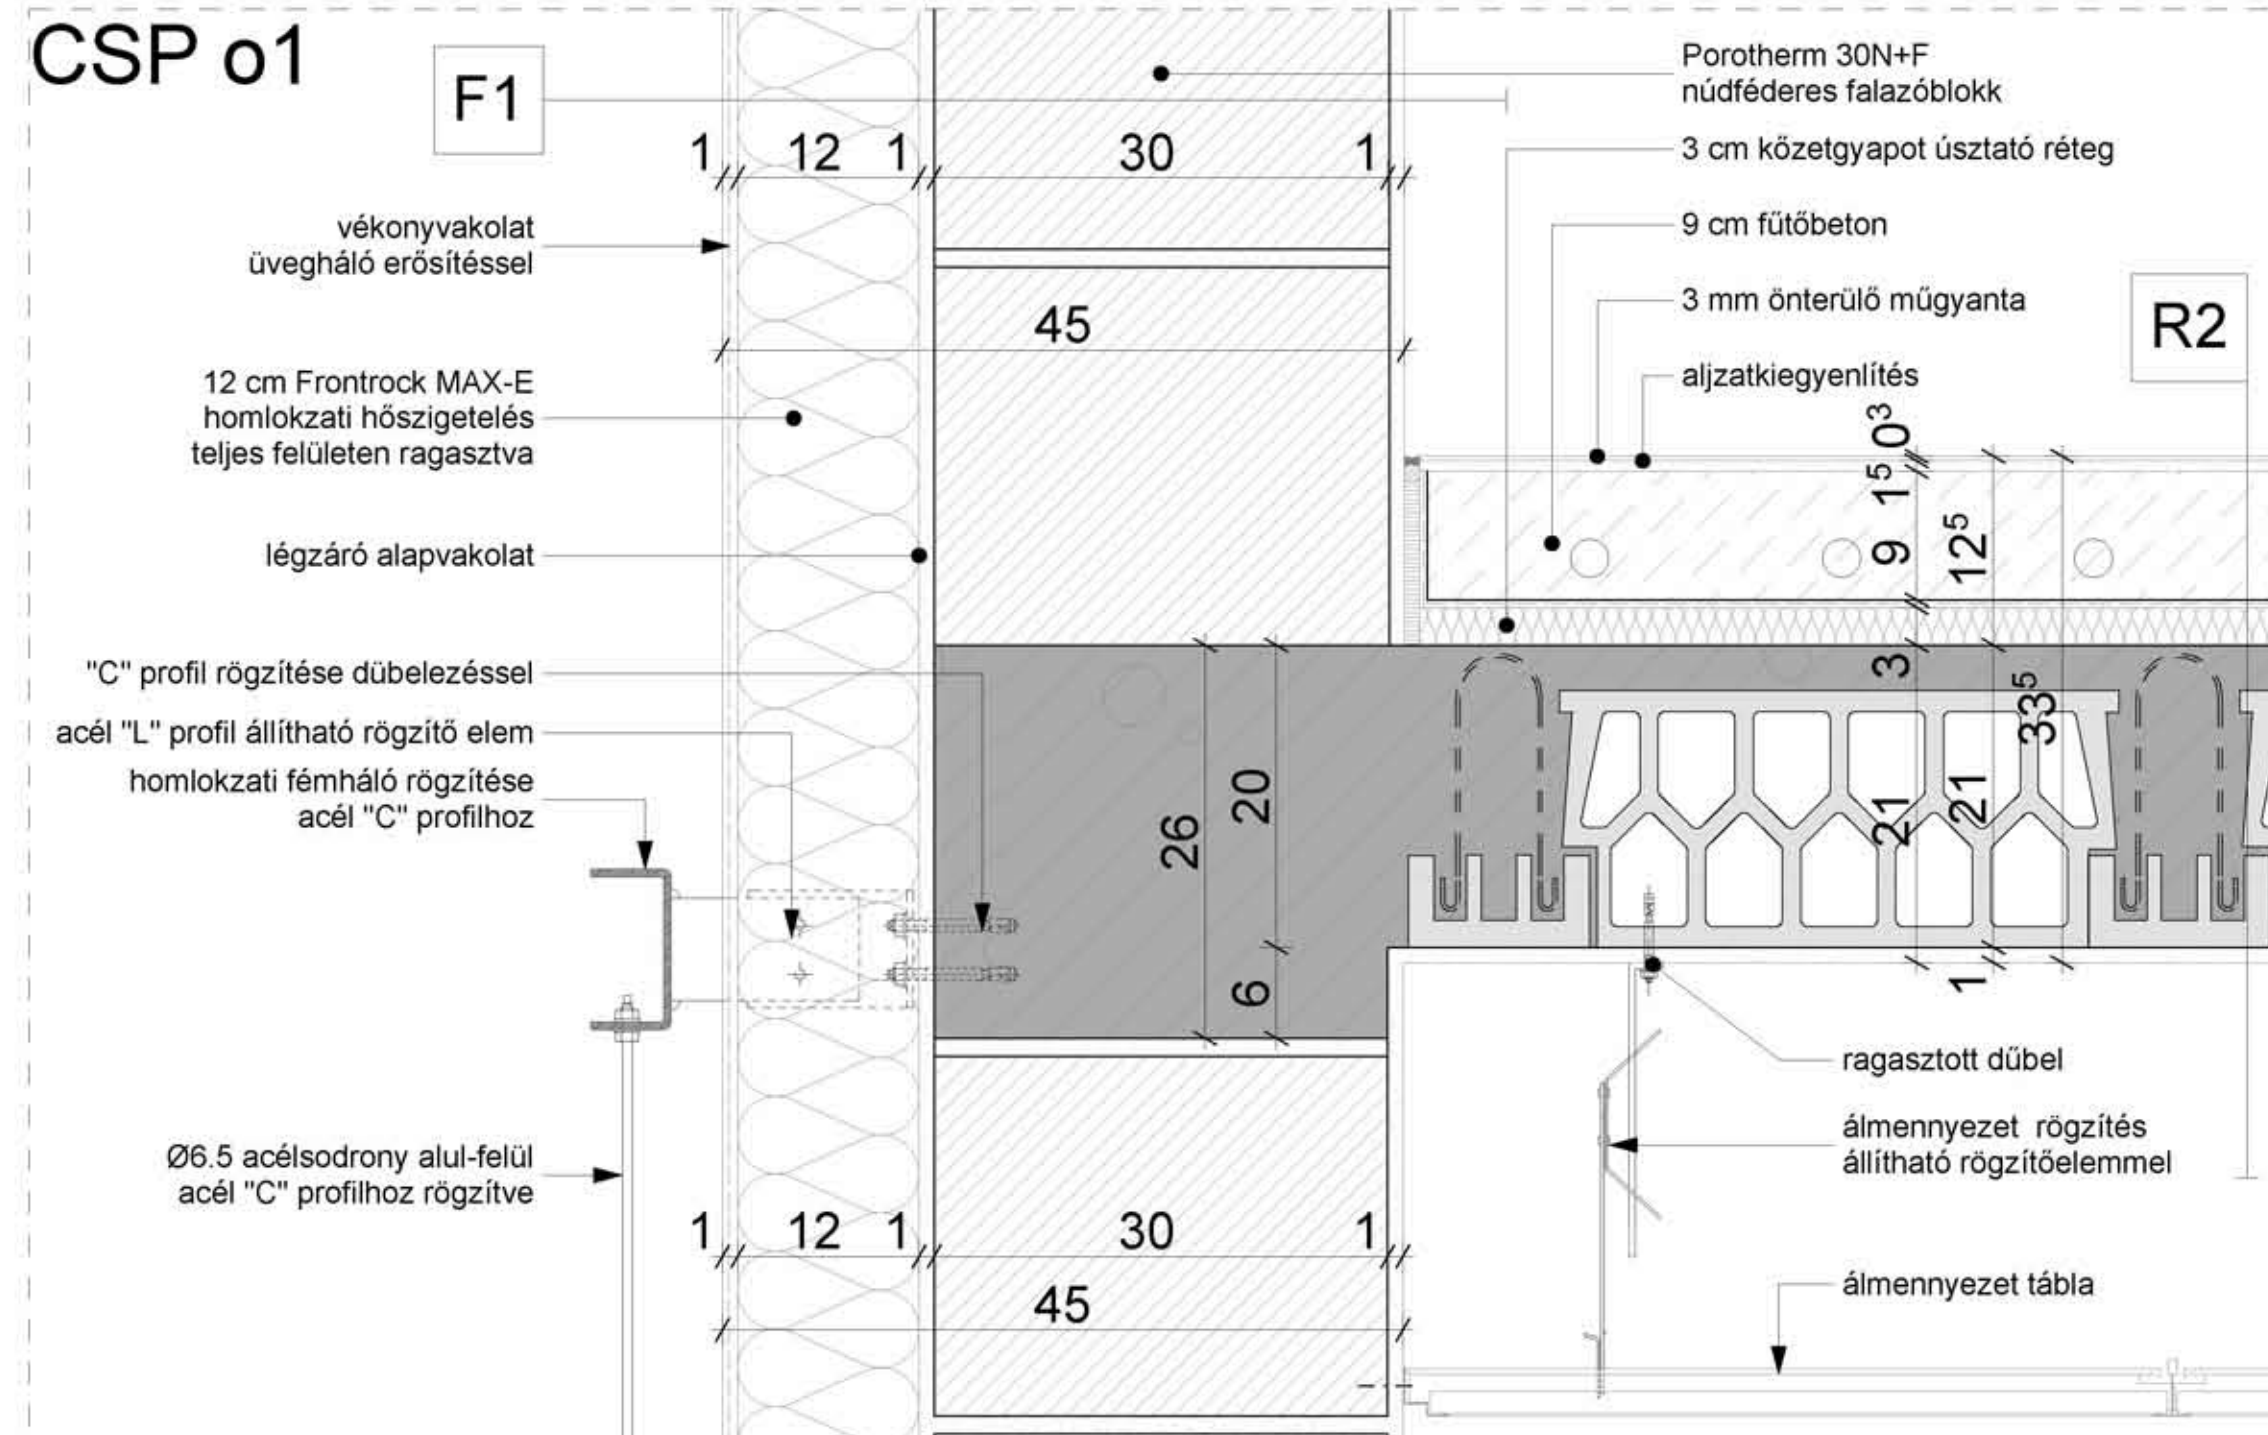 CSP o1
F1
1 12 1 30 1
45
vékonyvakolat
üvegháló erősítéssel
12 cm Frontrock MAX-E
homlokzati hőszigetelés
teljes felületen ragasztva
légzáró alapvakolat
"C" profil rögzítése dübelezéssel
acél "L" profil állítható rögzítő elem
homlokzati fémháló rögzítése
acél "C" profilhoz
Ø6.5 acélsodrony alul-felül
acél "C" profilhoz rögzítve
Porotherm 30N+F
núdféderes falazóblokk
3 cm kőzetgyapot úsztató réteg
9 cm fűtőbeton
3 mm önterülő műgyanta
aljzatkiegyenlítés
R2
0³
1⁵
9
3
21
12⁵
21
1
33⁵
26
20
6
ragasztott dűbel
álmennyezet rögzítés
állítható rögzítőelemmel
álmennyezet tábla
1 12 1 30 1
45